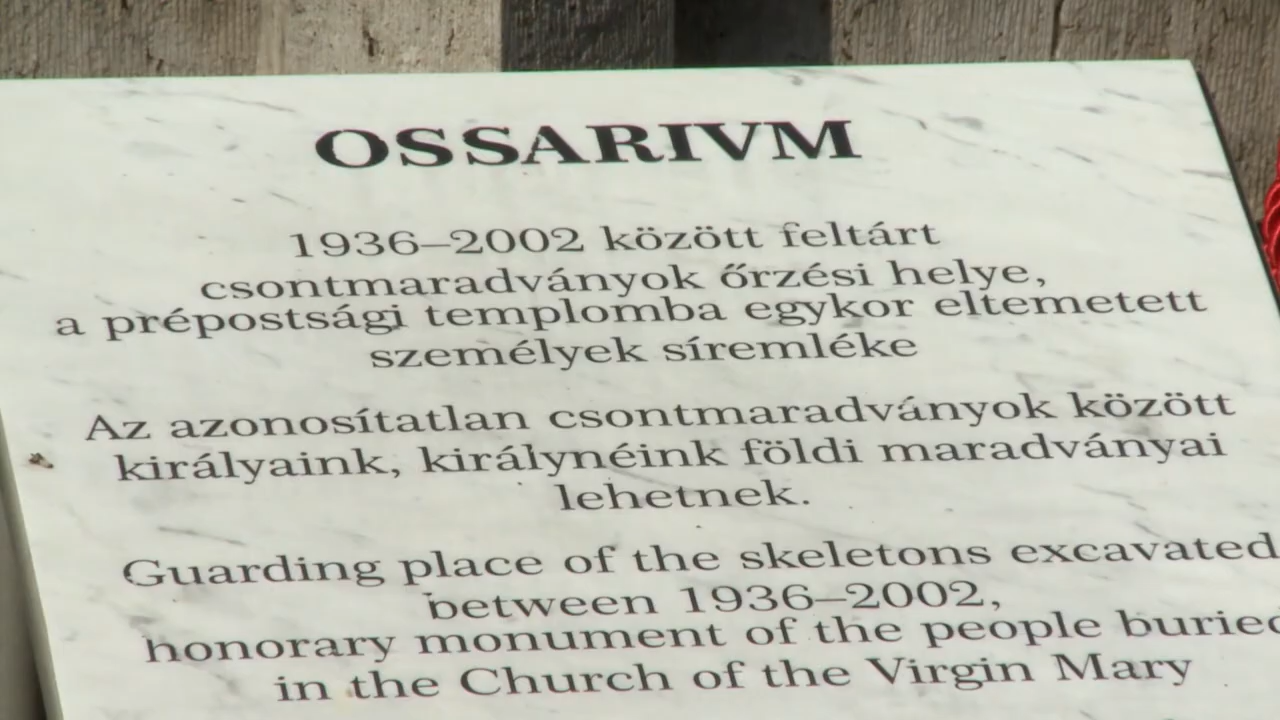 OSSARIVM
1936–2002 között feltárt
csontmaradványok őrzési helye,
a prépostsági templomba egykor eltemetett
személyek síremléke
Az azonosítatlan csontmaradványok között
királyaink, királynéink földi maradványai
lehetnek.
Guarding place of the skeletons excavated
between 1936–2002,
honorary monument of the people buried
in the Church of the Virgin Mary